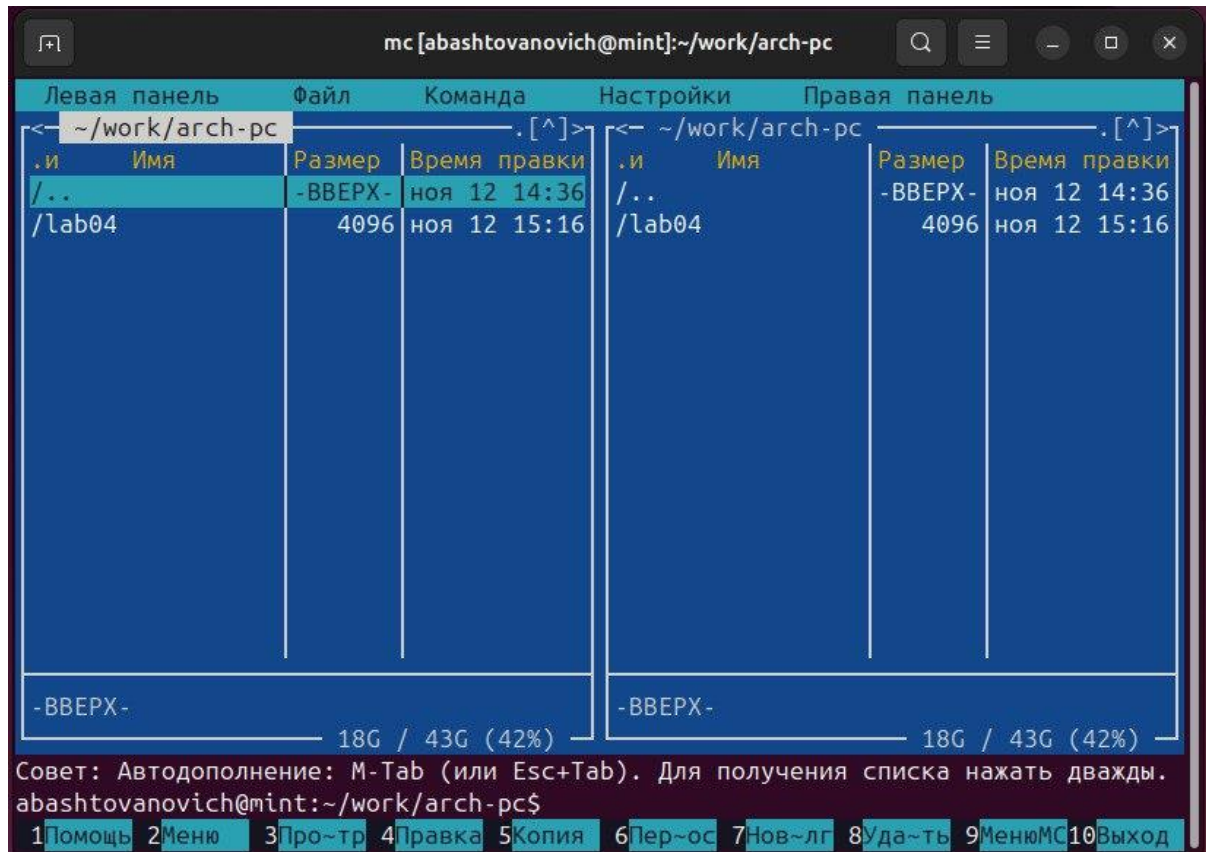 mc [abashtovanovich@mint]:~/work/arch-pc
Левая панель Файл Команда Настройки Правая панель
<— ~/work/arch-pc .[^]> <— ~/work/arch-pc .[^]>
.и Имя Размер Время правки .и Имя Размер Время правки
/.. -ВВЕРХ- ноя 12 14:36 /.. -ВВЕРХ- ноя 12 14:36
/lab04 4096 ноя 12 15:16 /lab04 4096 ноя 12 15:16
-ВВЕРХ- -ВВЕРХ-
18G / 43G (42%) 18G / 43G (42%)
Совет: Автодополнение: M-Tab (или Esc+Tab). Для получения списка нажать дважды.
abashtovanovich@mint:~/work/arch-pc$
1Помощь 2Меню 3Про~тр 4Правка 5Копия 6Пер~ос 7Нов~лг 8Уда~ть 9МенюМС 10Выход